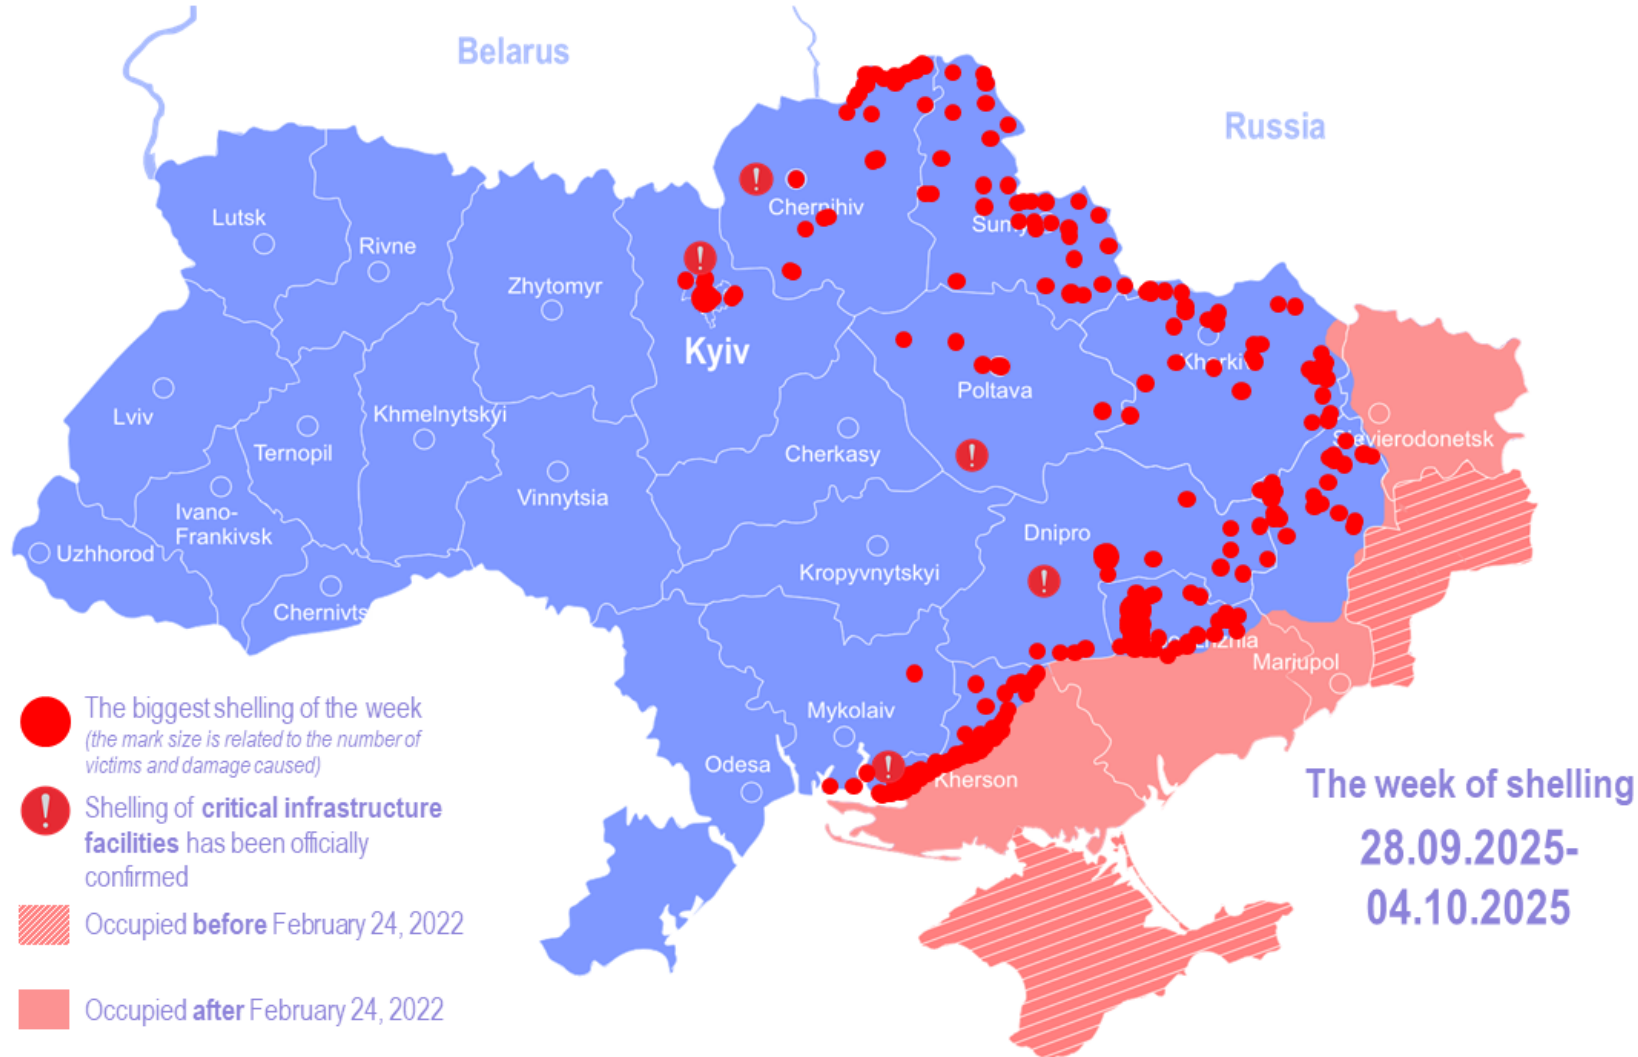 Belarus
Russia
Lutsk
Rivne
Zhytomyr
Chernihiv
Sumy
Kyiv
Lviv
Ternopil
Khmelnytskyi
Vinnytsia
Cherkasy
Poltava
Kharkiv
Sievierodonetsk
Ivano-
Frankivsk
Uzhhorod
Chernivts
Kropyvnytskyi
Dnipro
Mariupol
Mykolaiv
Odesa
Kherson
The biggest shelling of the week
(the mark size is related to the number of
victims and damage caused)
Shelling of critical infrastructure
facilities has been officially
confirmed
Occupied before February 24, 2022
Occupied after February 24, 2022
The week of shelling
28.09.2025-
04.10.2025